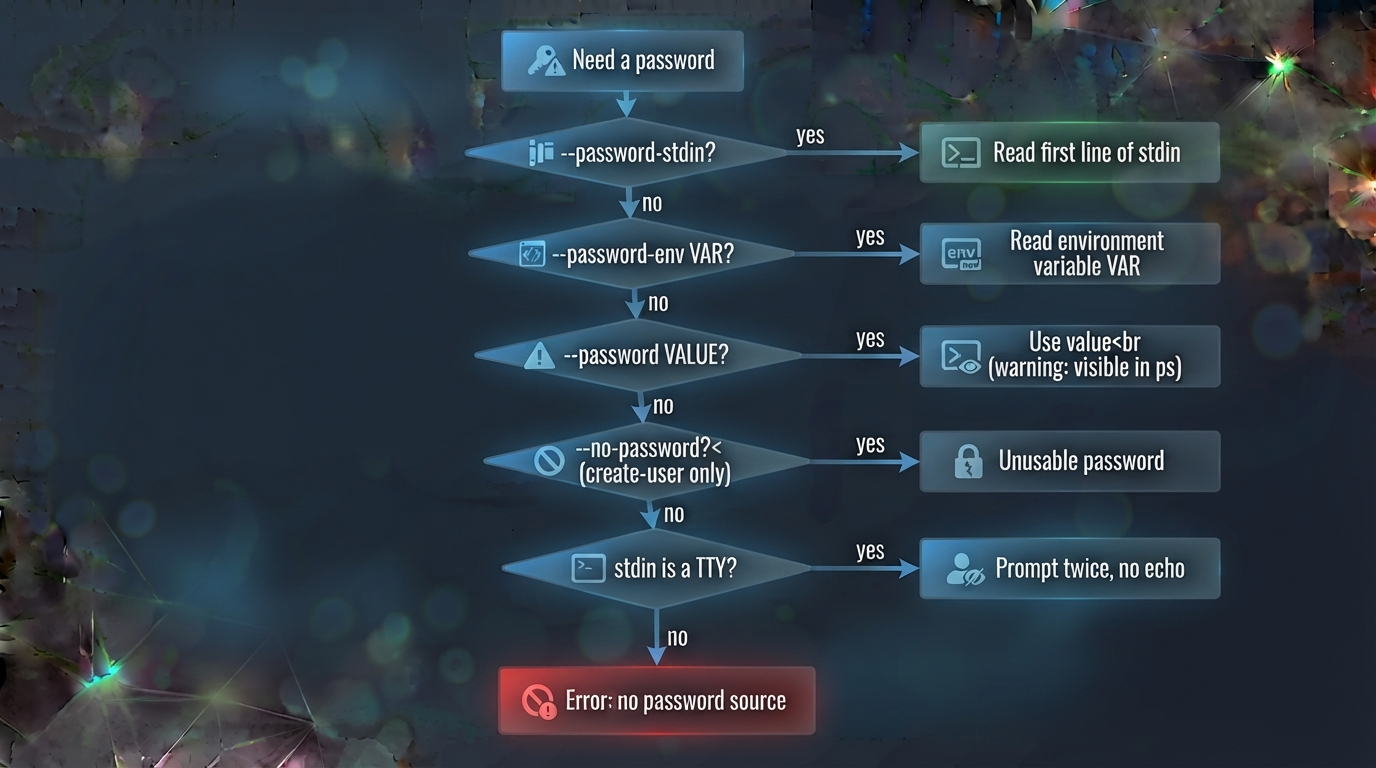 Need a password
--password-stdin?
yes
Read first line of stdin
no
--password-env VAR?
yes
env
Read environment
variable VAR
no
--password VALUE?
yes
Use value<br
(warning: visible in ps)
no
--no-password?<
(create-user only)
yes
Unusable password
no
stdin is a TTY?
yes
Prompt twice, no echo
no
Error: no password source